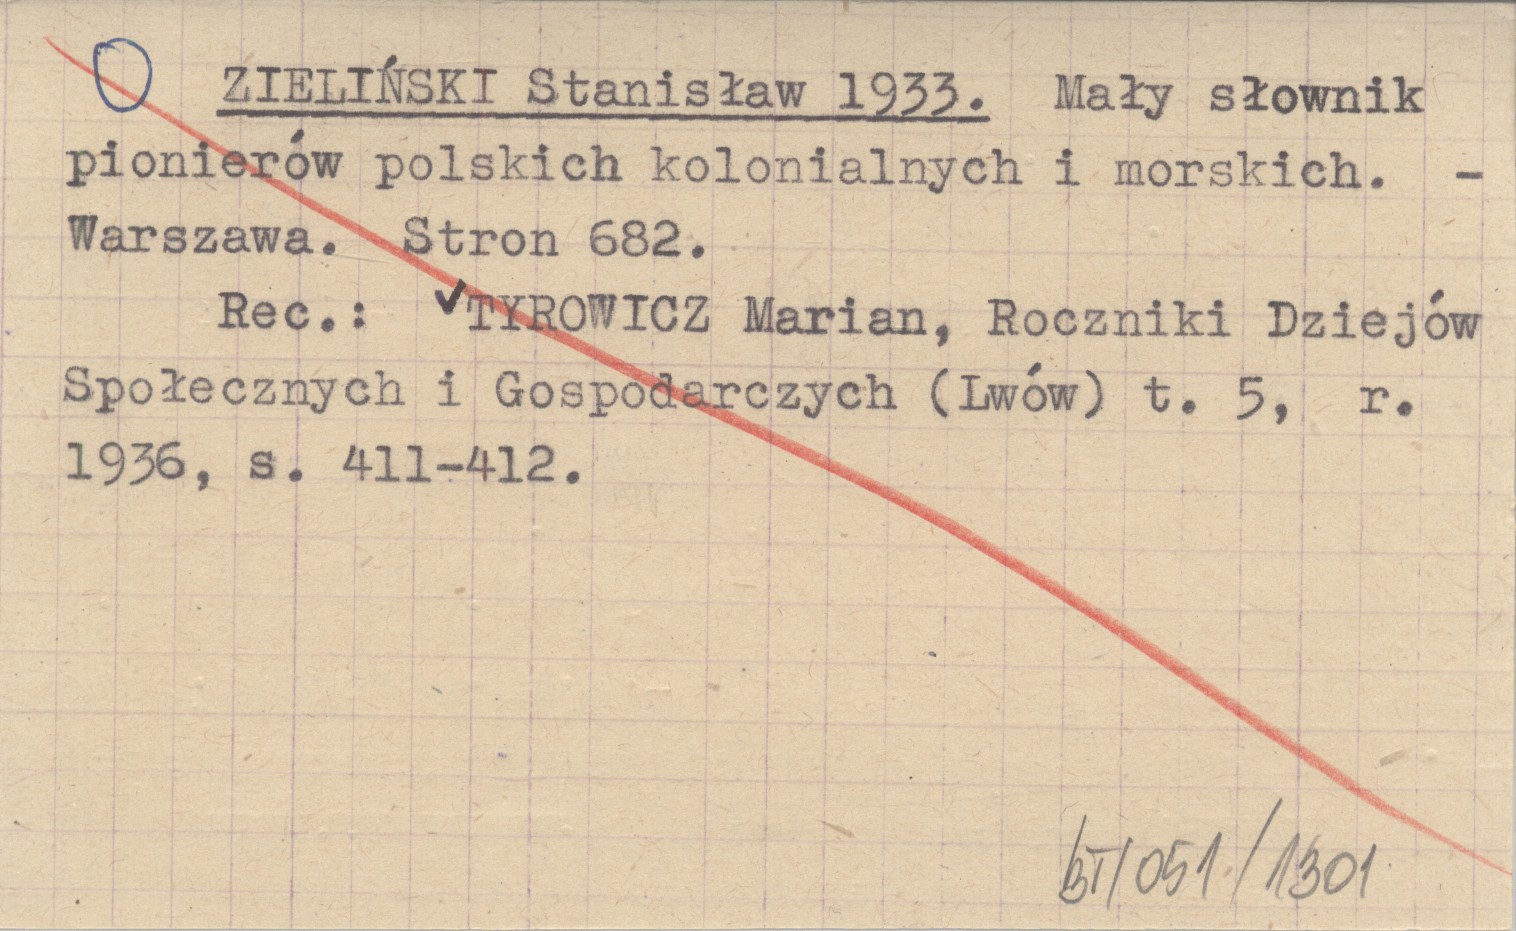 ZIELIŃSKI Stanisław 1933. Mały słownik
pionierów polskich kolonialnych i morskich. -
Warszawa. Stron 682.
Rec.: ✓TYROWICZ Marian, Roczniki Dziejów
Społecznych i Gospodarczych (Lwów) t. 5, r.
1936, s. 411-412.
BT/051/1301